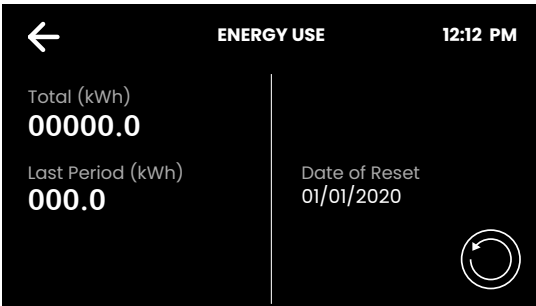 ENERGY USE
12:12 PM
Total (kWh)
00000.0
Last Period (kWh)
000.0
Date of Reset
01/01/2020